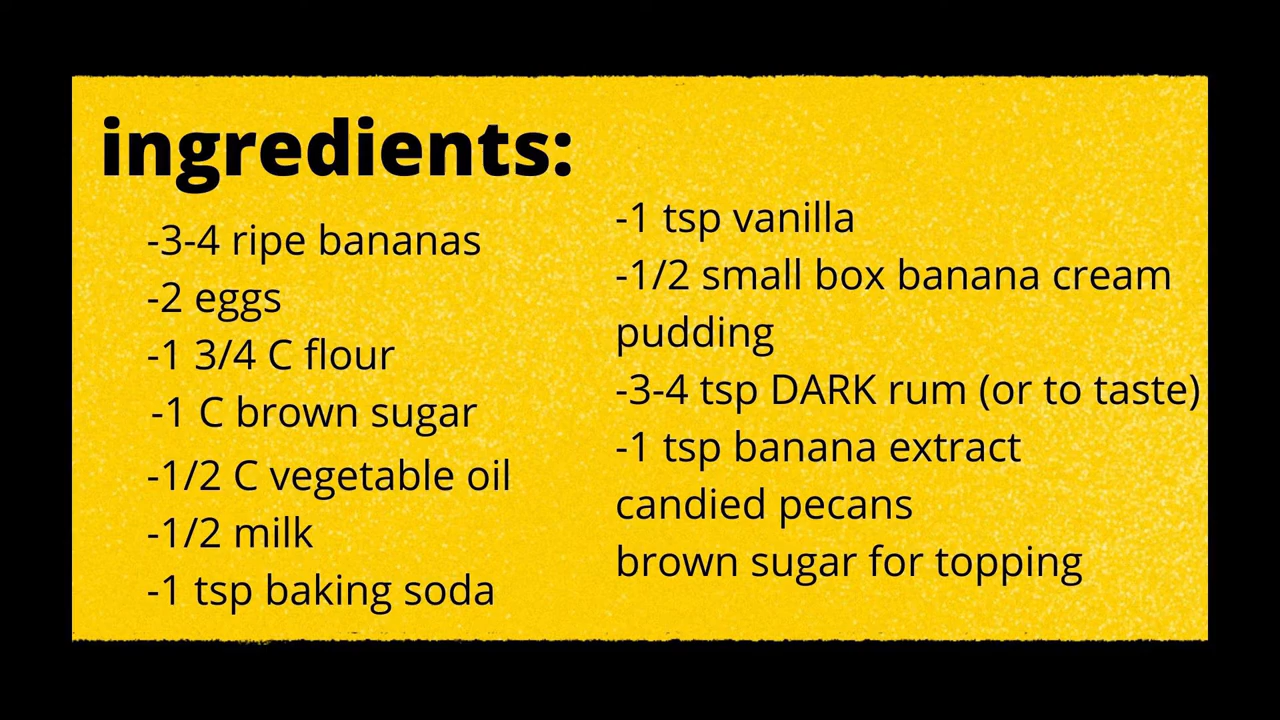 ingredients:
-3-4 ripe bananas
-2 eggs
-1 3/4 C flour
-1 C brown sugar
-1/2 C vegetable oil
-1/2 milk
-1 tsp baking soda
-1 tsp vanilla
-1/2 small box banana cream
pudding
-3-4 tsp DARK rum (or to taste)
-1 tsp banana extract
candied pecans
brown sugar for topping